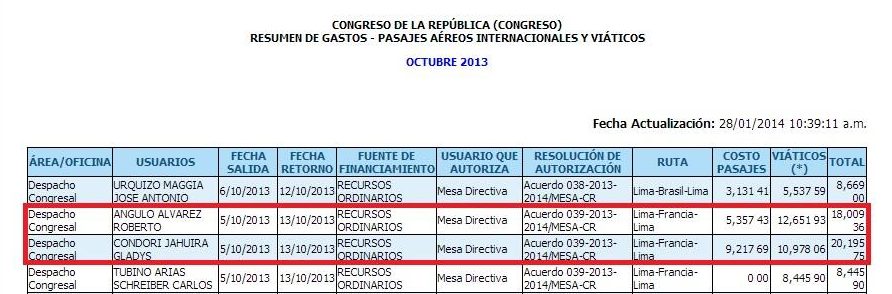 CONGRESO DE LA REPÚBLICA (CONGRESO)
RESUMEN DE GASTOS - PASAJES AÉREOS INTERNACIONALES Y VIÁTICOS
OCTUBRE 2013
Fecha Actualización: 28/01/2014 10:39:11 a.m.
ÁREA/OFICINA USUARIOS FECHA SALIDA FECHA RETORNO FUENTE DE FINANCIAMIENTO USUARIO QUE AUTORIZA RESOLUCIÓN DE AUTORIZACIÓN RUTA COSTO PASAJES VIÁTICOS (*) TOTAL
Despacho Congresal URQUIZO MAGGIA JOSE ANTONIO 6/10/2013 12/10/2013 RECURSOS ORDINARIOS Mesa Directiva Acuerdo 038-2013-2014/MESA-CR Lima-Brasil-Lima 3,131 41 5,537 59 8,669 00
Despacho Congresal ANGULO ALVAREZ ROBERTO 5/10/2013 13/10/2013 RECURSOS ORDINARIOS Mesa Directiva Acuerdo 039-2013-2014/MESA-CR Lima-Francia-Lima 5,357 43 12,651 93 18,009 36
Despacho Congresal CONDORI JAHUIRA GLADYS 5/10/2013 13/10/2013 RECURSOS ORDINARIOS Mesa Directiva Acuerdo 039-2013-2014/MESA-CR Lima-Francia-Lima 9,217 69 10,978 06 20,195 75
Despacho Congresal TUBINO ARIAS SCHREIBER CARLOS 5/10/2013 13/10/2013 RECURSOS ORDINARIOS Mesa Directiva Acuerdo 039-2013-2014/MESA-CR Lima-Francia-Lima 0 00 8,445 90 8,445 90